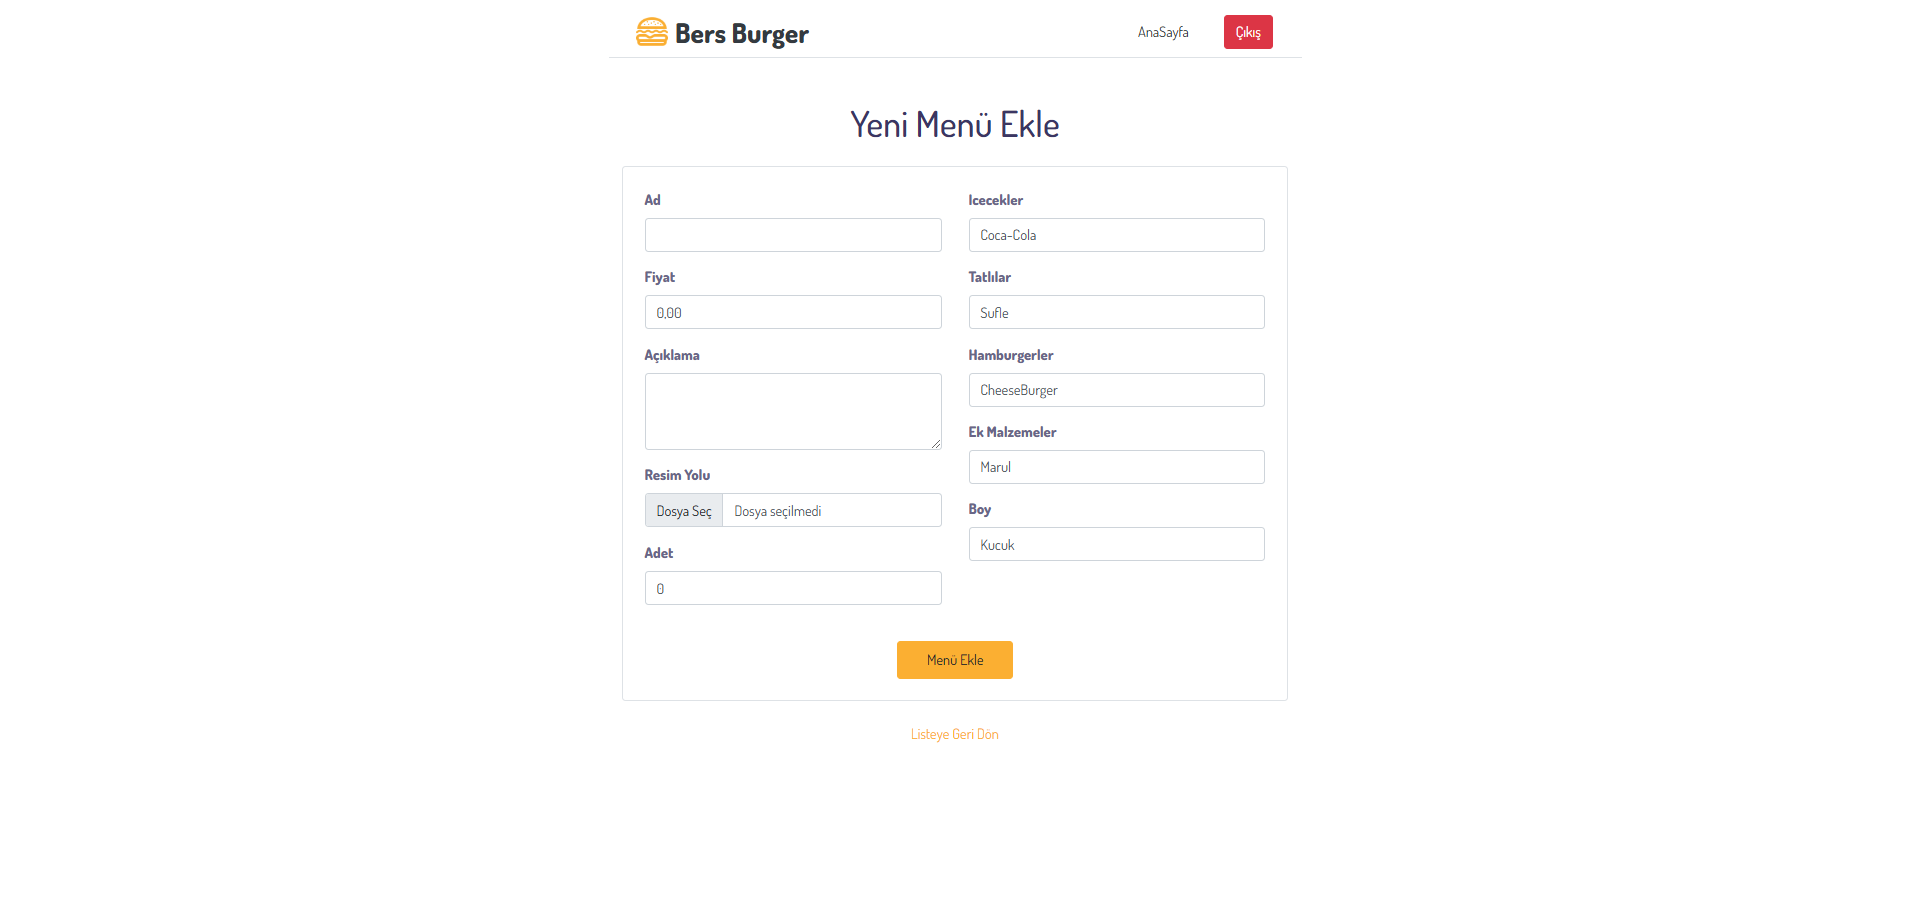 Bers Burger
AnaSayfa
Çıkış
Yeni Menü Ekle
Ad
Fiyat
0,00
Açıklama
Resim Yolu
Dosya Seç Dosya seçilmedi
Adet
0
Icecekler
Coca-Cola
Tatlılar
Sufle
Hamburgerler
CheeseBurger
Ek Malzemeler
Marul
Boy
Kucuk
Menü Ekle
Listeye Geri Dön